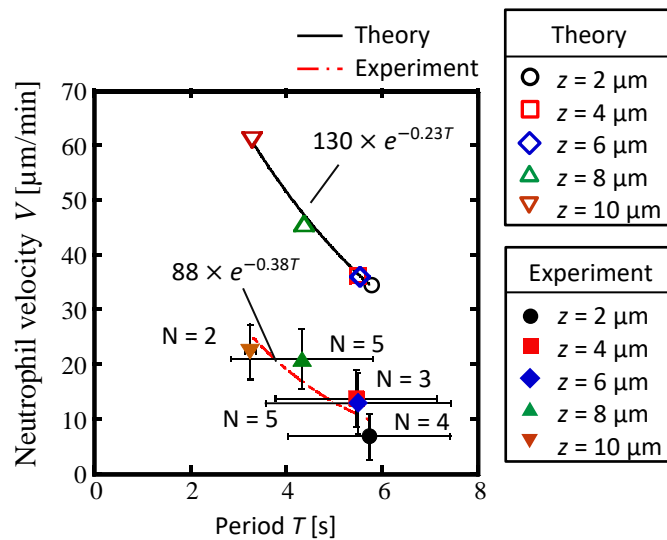 Theory
Experiment
Neutrophil velocity V [μm/min]
70
60
50
40
30
20
10
0
130 × e^−0.23T
88 × e^−0.38T
N = 2
N = 5
N = 3
N = 5
N = 4
0 2 4 6 8
Period T [s]
Theory
z = 2 μm
z = 4 μm
z = 6 μm
z = 8 μm
z = 10 μm
Experiment
z = 2 μm
z = 4 μm
z = 6 μm
z = 8 μm
z = 10 μm